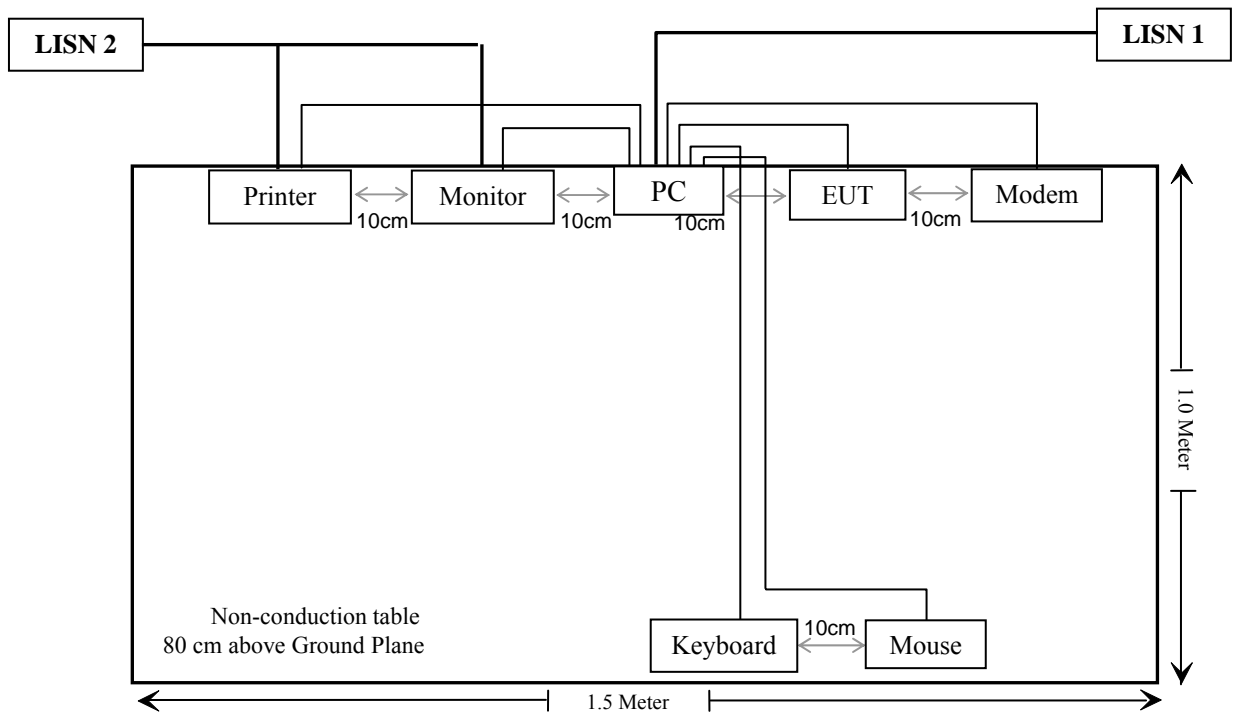 LISN 2
LISN 1
Printer
Monitor
PC
EUT
Modem
10cm
10cm
10cm
10cm
1.0 Meter
Non-conduction table
80 cm above Ground Plane
10cm
Keyboard
Mouse
1.5 Meter